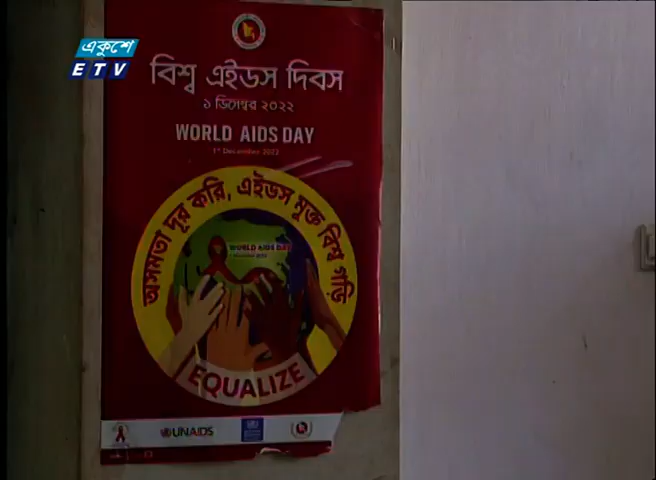 একুশে
ETV
বিশ্ব এইডস দিবস
১ ডিসেম্বর ২০২২
WORLD AIDS DAY
1st December 2022
অসমতা দূর করি, এইডস মুক্ত বিশ্ব গড়ি
WORLD AIDS DAY
EQUALIZE
UNAIDS